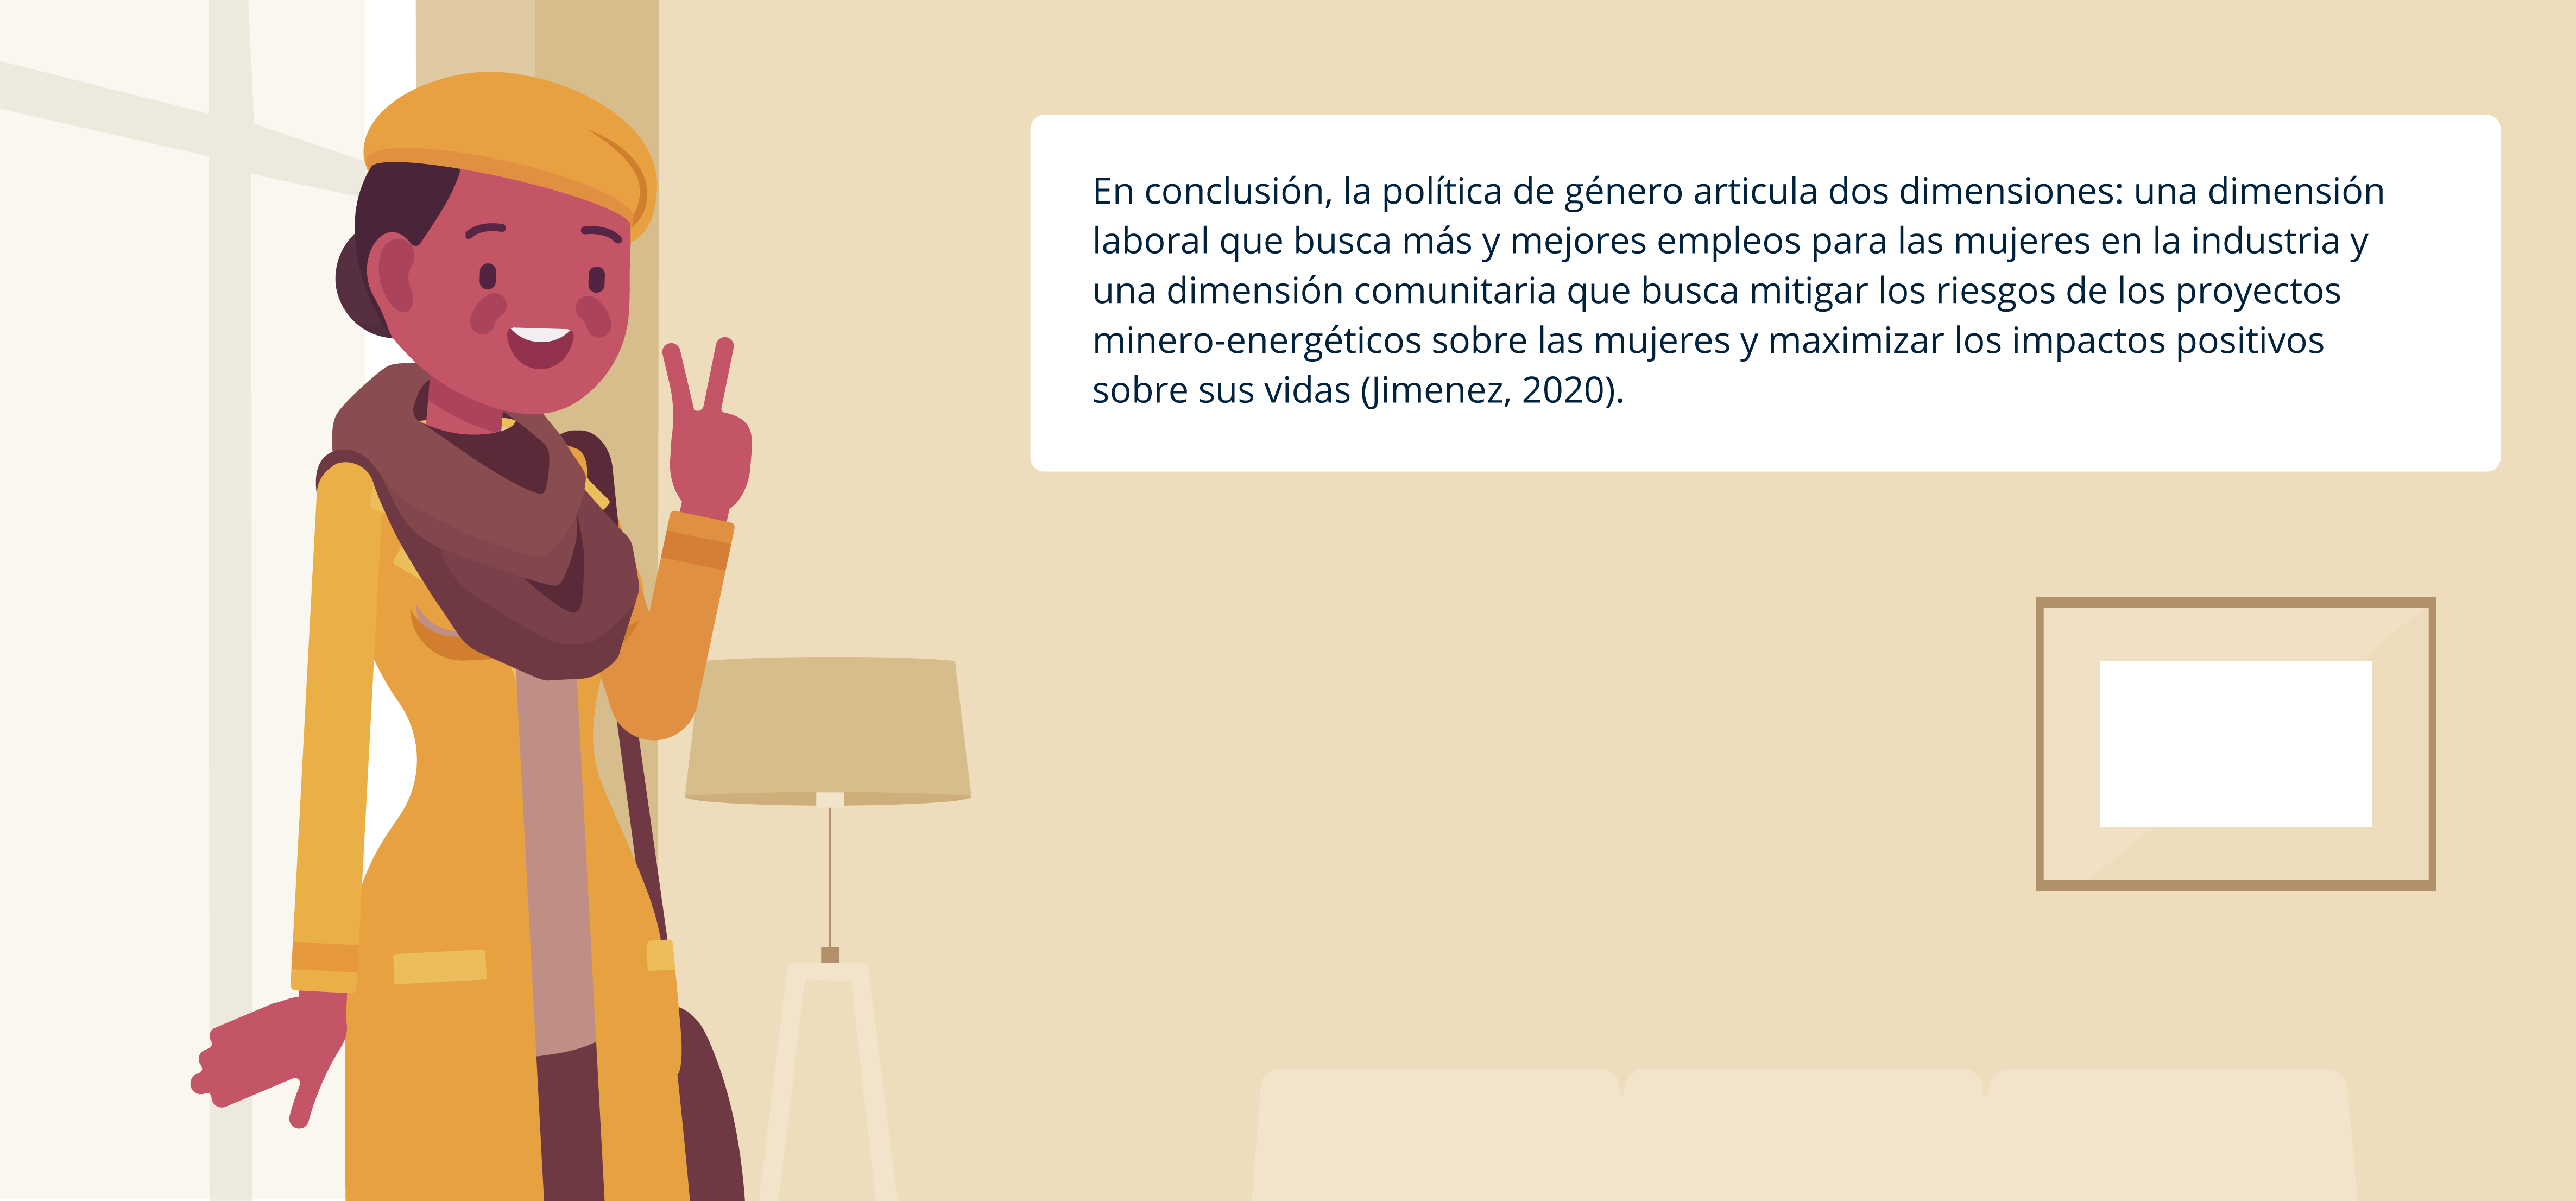 En conclusión, la política de género articula dos dimensiones: una dimensión
laboral que busca más y mejores empleos para las mujeres en la industria y
una dimensión comunitaria que busca mitigar los riesgos de los proyectos
minero-energéticos sobre las mujeres y maximizar los impactos positivos
sobre sus vidas (Jimenez, 2020).